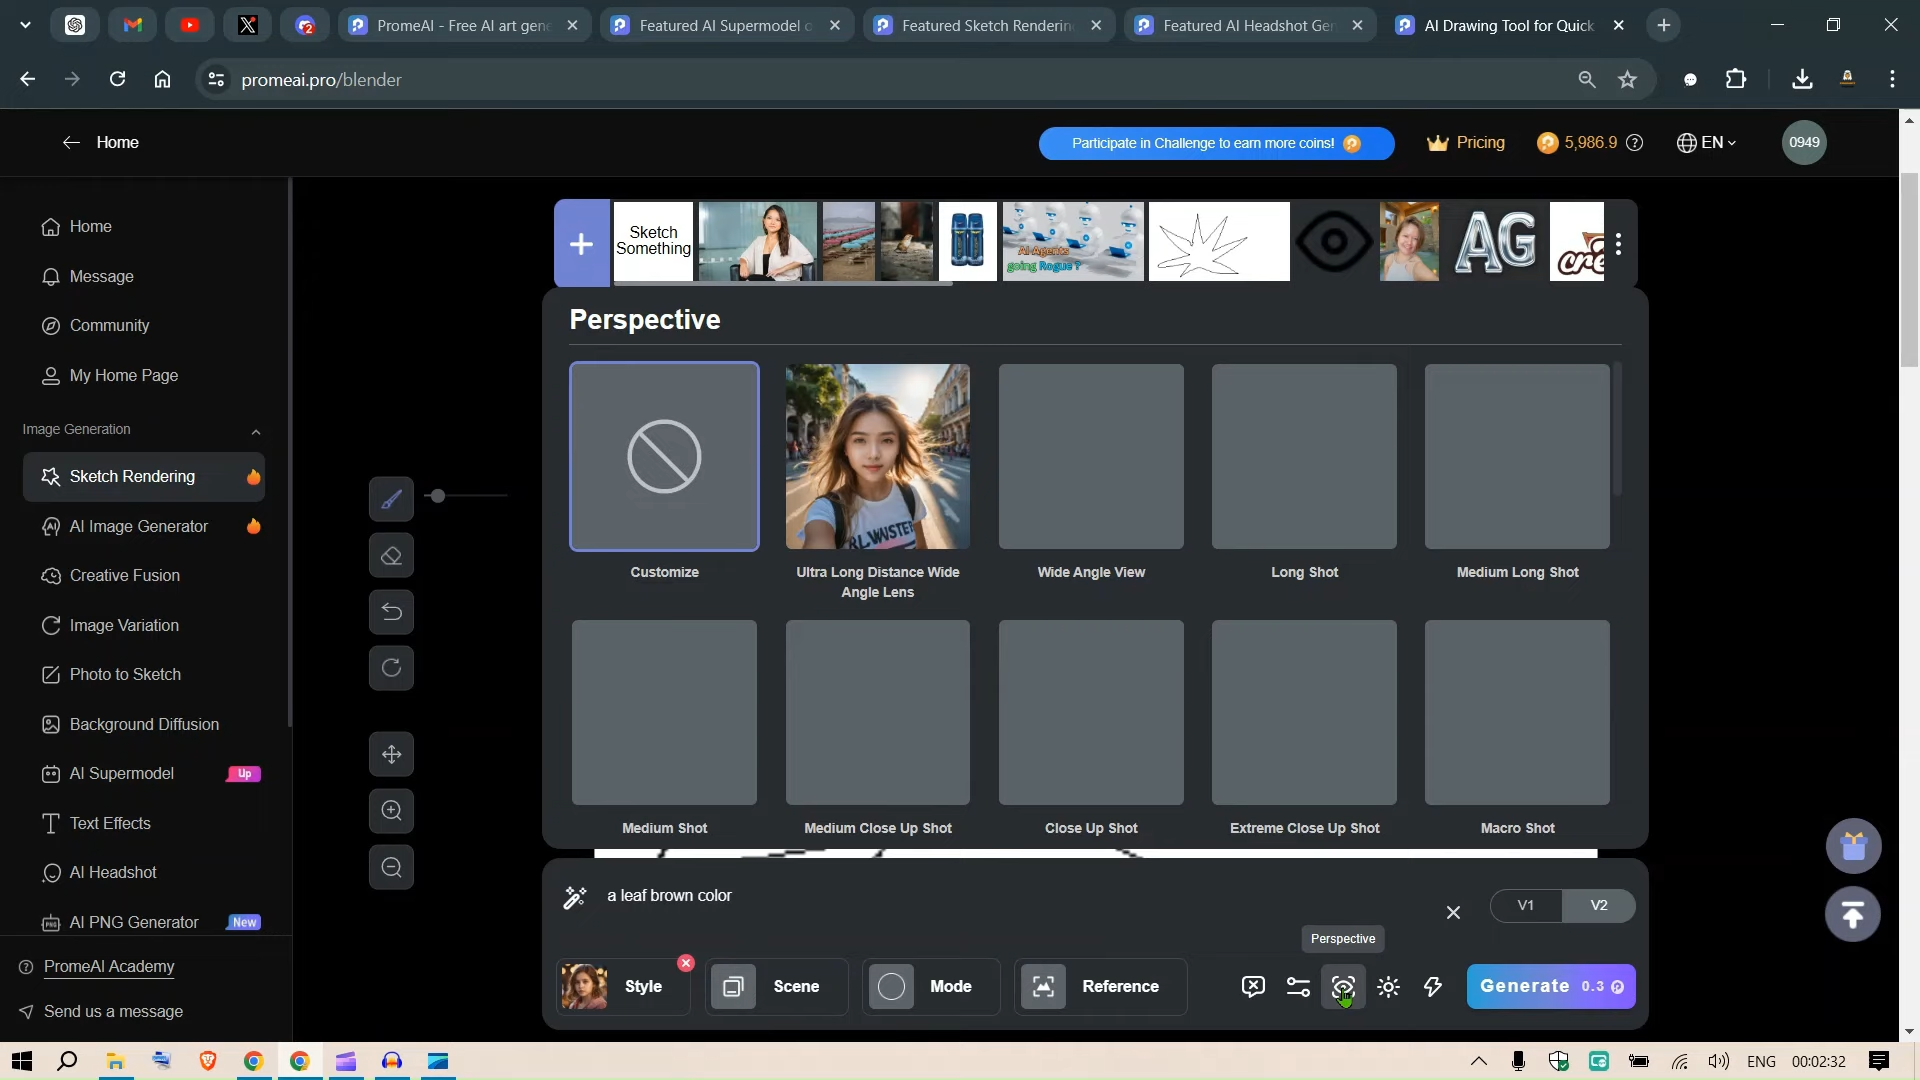 PromeAI - Free AI art gene
Featured AI Supermodel o
Featured Sketch Renderin
Featured AI Headshot Gen
AI Drawing Tool for Quick
promeai.pro/blender
Home
Participate in Challenge to earn more coins!
Pricing
5,986.9
EN
0949
Home
Message
Community
My Home Page
Image Generation
Sketch Rendering
AI Image Generator
Creative Fusion
Image Variation
Photo to Sketch
Background Diffusion
AI Supermodel
Up
Text Effects
AI Headshot
AI PNG Generator
New
PromeAI Academy
Send us a message
Sketch
Something
AI-Agents
going Rogue?
AG
cre
Perspective
Customize
Ultra Long Distance Wide
Angle Lens
Wide Angle View
Long Shot
Medium Long Shot
Medium Shot
Medium Close Up Shot
Close Up Shot
Extreme Close Up Shot
Macro Shot
a leaf brown color
V1
V2
Perspective
Style
Scene
Mode
Reference
Generate 0.3
ENG
00:02:32